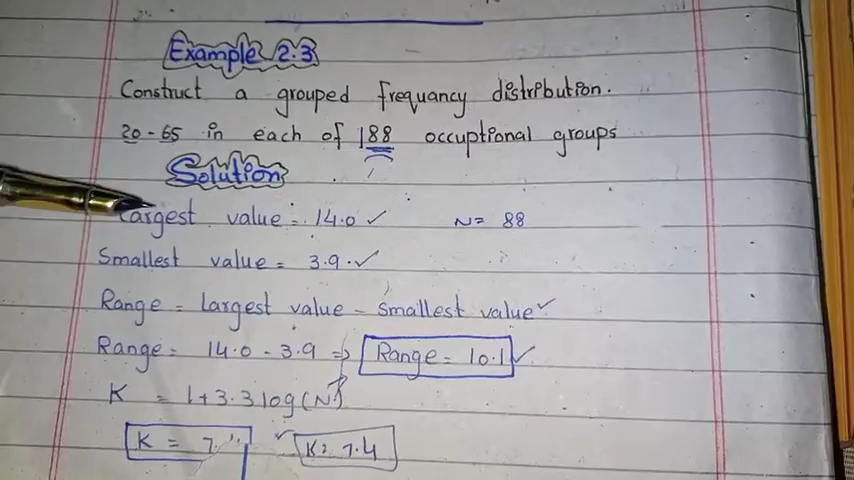 Example 2.3
Construct a grouped frequancy distribution.
20-65 in each of 188 occuptional groups
Solution
Largest value = 14.0 ✓ N= 88
Smallest value = 3.9. ✓
Range = largest value - smallest value ✓
Range = 14.0 - 3.9 ⇒ Range = 10.1 ✓
K = 1+3.3 log(N)
K = 7. ✓ K= 7.4